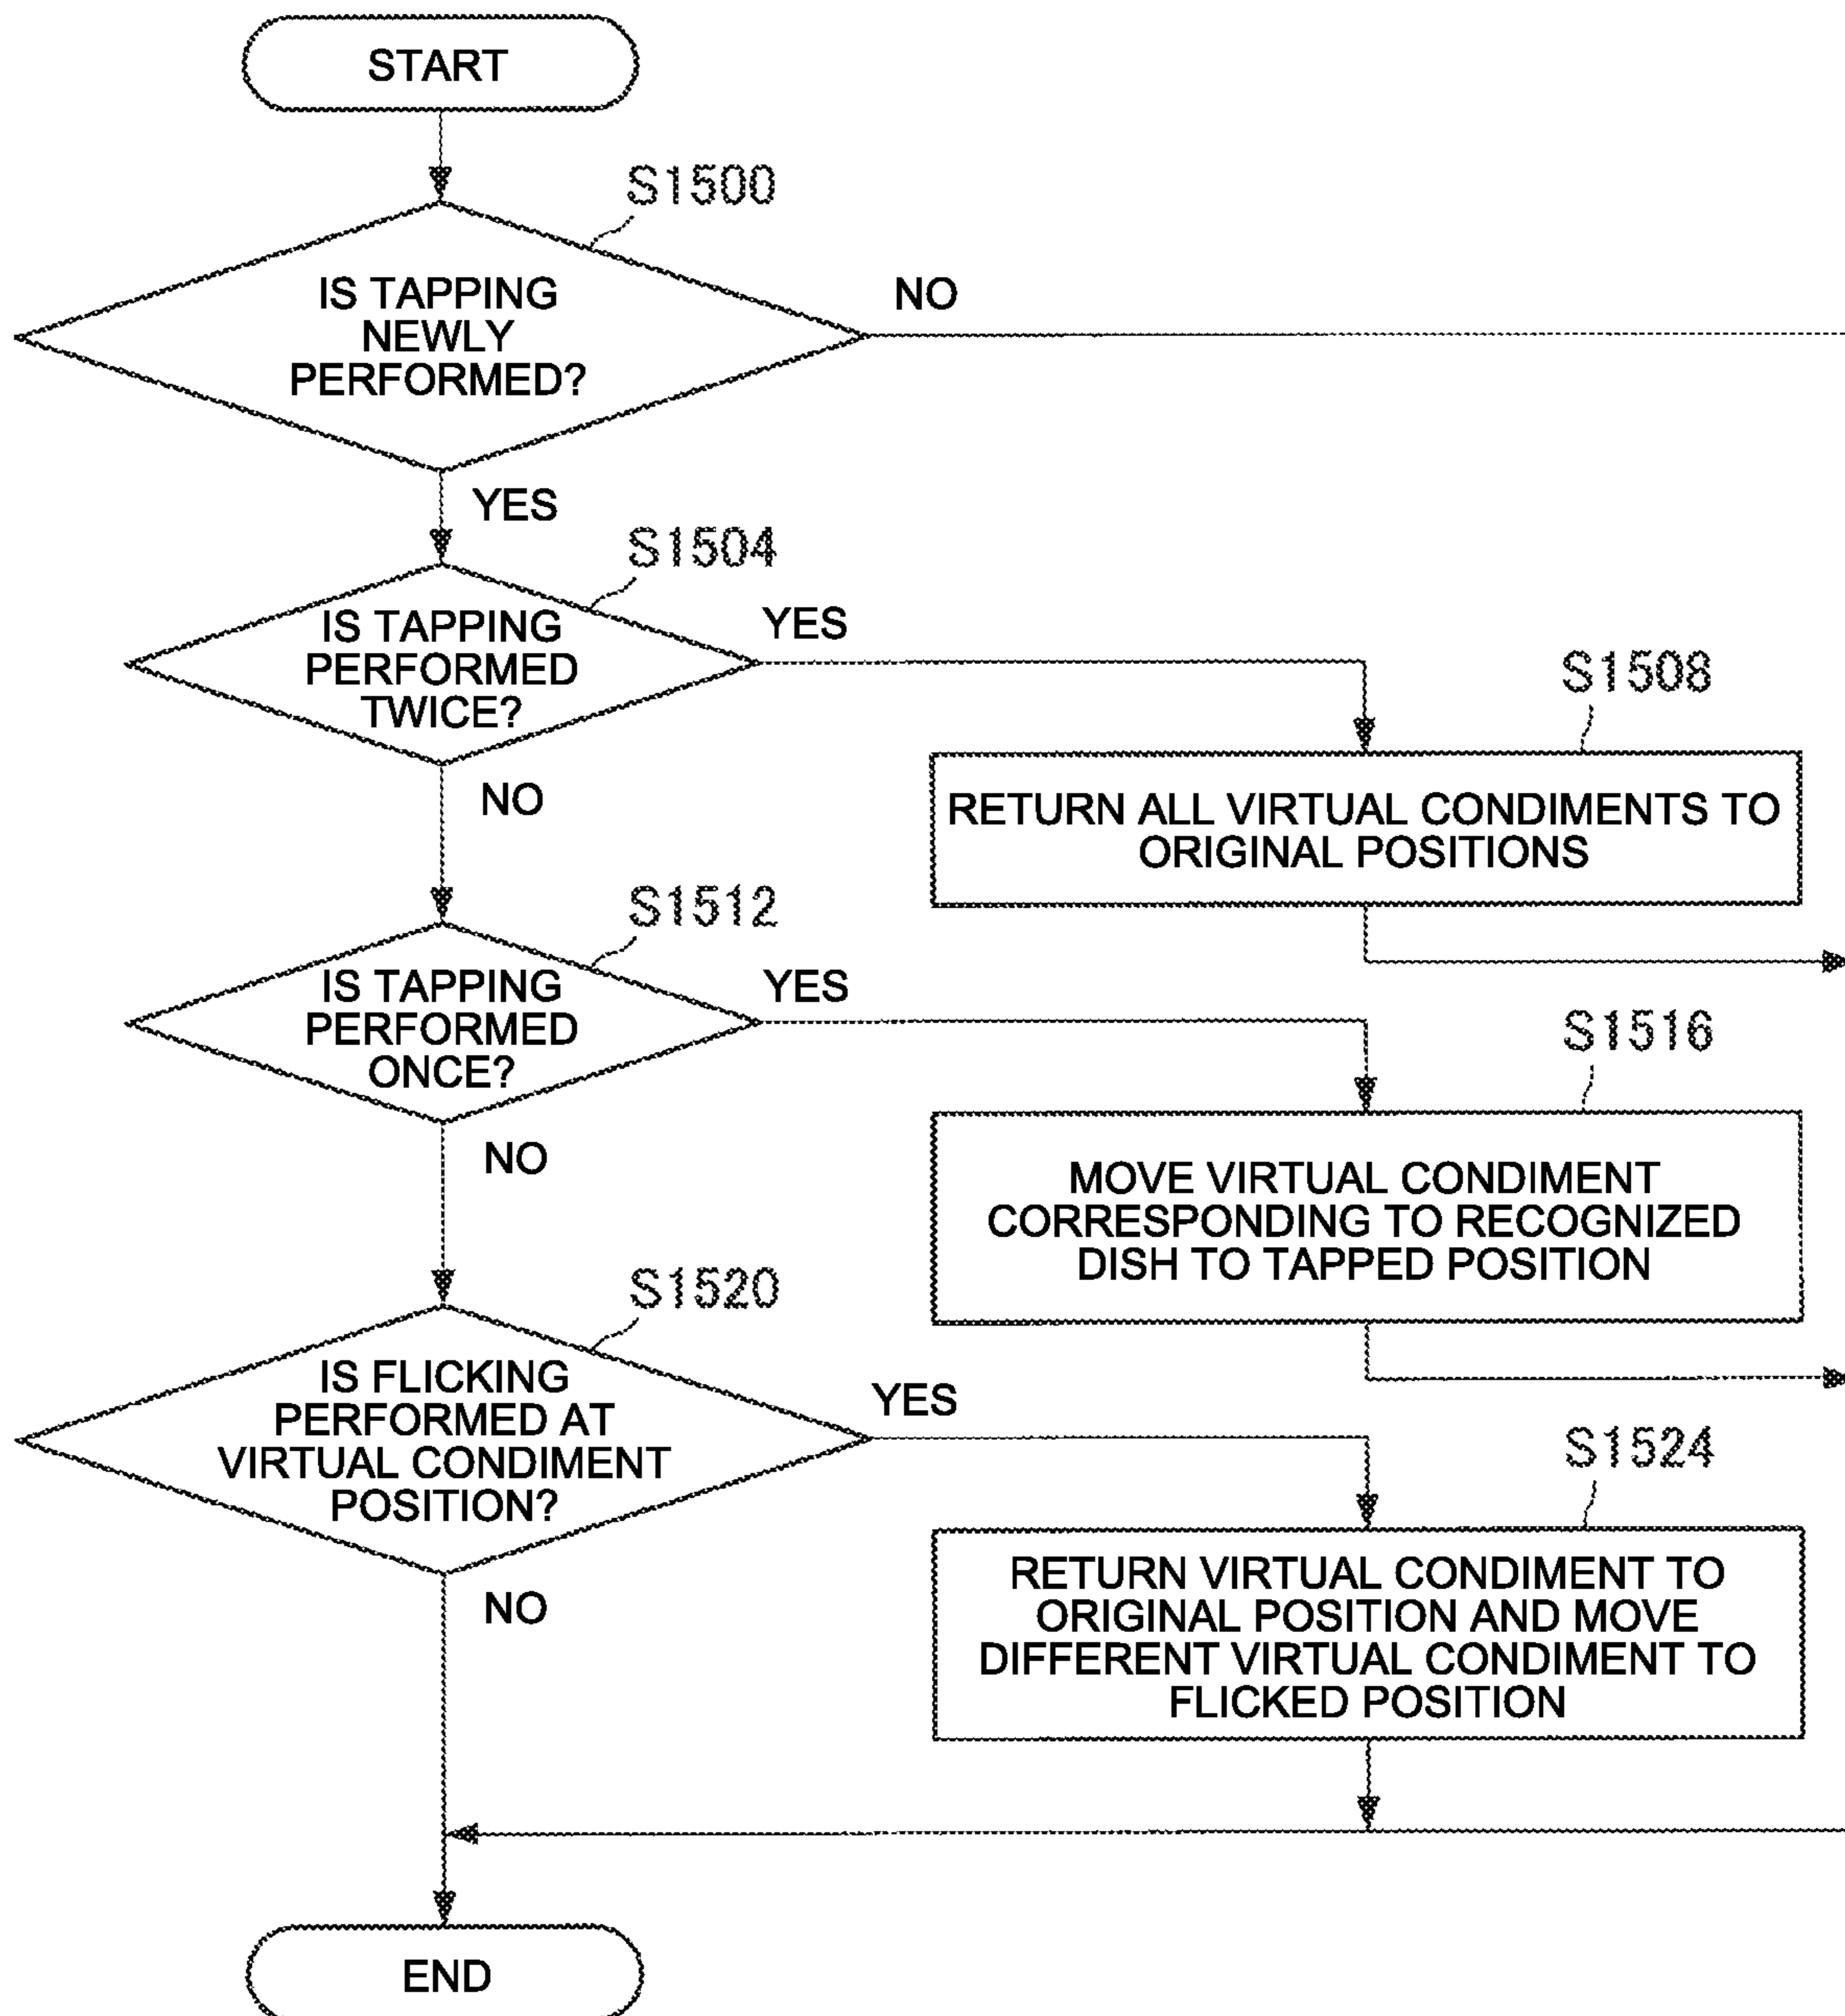 START
S1500
IS TAPPING
NEWLY
PERFORMED?
NO
YES
S1504
IS TAPPING
PERFORMED
TWICE?
YES
NO
S1508
RETURN ALL VIRTUAL CONDIMENTS TO
ORIGINAL POSITIONS
S1512
IS TAPPING
PERFORMED
ONCE?
YES
NO
S1516
MOVE VIRTUAL CONDIMENT
CORRESPONDING TO RECOGNIZED
DISH TO TAPPED POSITION
S1520
IS FLICKING
PERFORMED AT
VIRTUAL CONDIMENT
POSITION?
YES
NO
S1524
RETURN VIRTUAL CONDIMENT TO
ORIGINAL POSITION AND MOVE
DIFFERENT VIRTUAL CONDIMENT TO
FLICKED POSITION
END